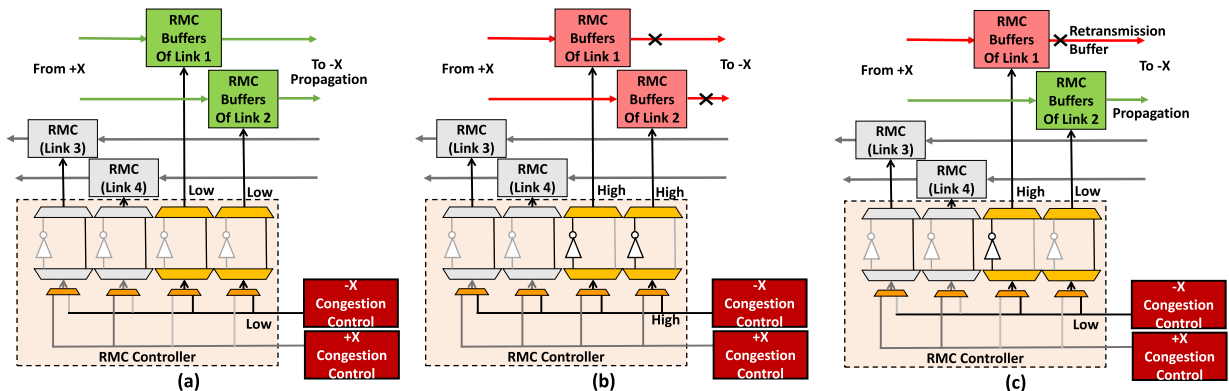 RMC
Buffers
Of Link 1
From +X
To -X
Propagation
RMC
Buffers
Of Link 2
RMC
(Link 3)
RMC
(Link 4)
Low
Low
Low
-X
Congestion
Control
+X
Congestion
Control
RMC Controller
(a)
RMC
Buffers
Of Link 1
From +X
To -X
RMC
Buffers
Of Link 2
RMC
(Link 3)
RMC
(Link 4)
High
High
High
-X
Congestion
Control
+X
Congestion
Control
RMC Controller
(b)
RMC
Buffers
Of Link 1
Retransmission
Buffer
From +X
To -X
RMC
Buffers
Of Link 2
Propagation
RMC
(Link 3)
RMC
(Link 4)
High
Low
Low
-X
Congestion
Control
+X
Congestion
Control
RMC Controller
(c)